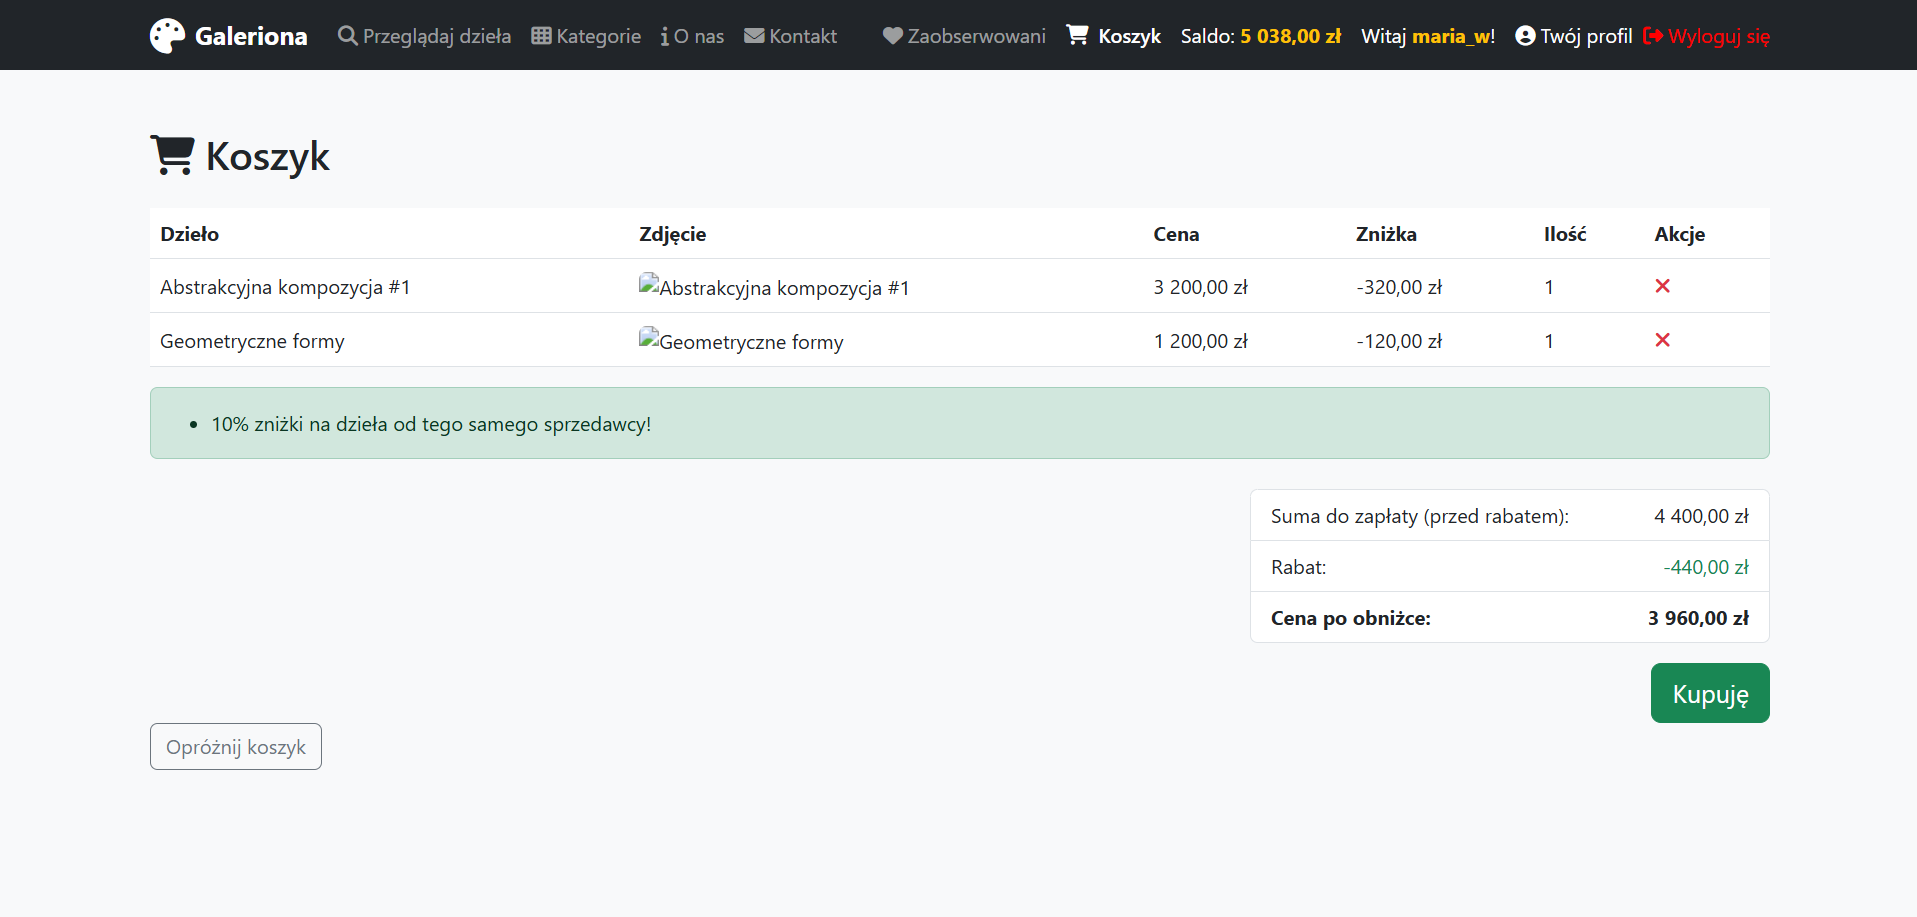 Galeriona Przeglądaj dzieła Kategorie O nas Kontakt Zaobserwowani Koszyk Saldo: 5 038,00 zł Witaj maria_w! Twój profil Wyloguj się
Koszyk
Dzieło Zdjęcie Cena Zniżka Ilość Akcje
Abstrakcyjna kompozycja #1 Abstrakcyjna kompozycja #1 3 200,00 zł -320,00 zł 1
Geometryczne formy Geometryczne formy 1 200,00 zł -120,00 zł 1
• 10% zniżki na dzieła od tego samego sprzedawcy!
Suma do zapłaty (przed rabatem): 4 400,00 zł
Rabat: -440,00 zł
Cena po obniżce: 3 960,00 zł
Kupuję
Opróżnij koszyk